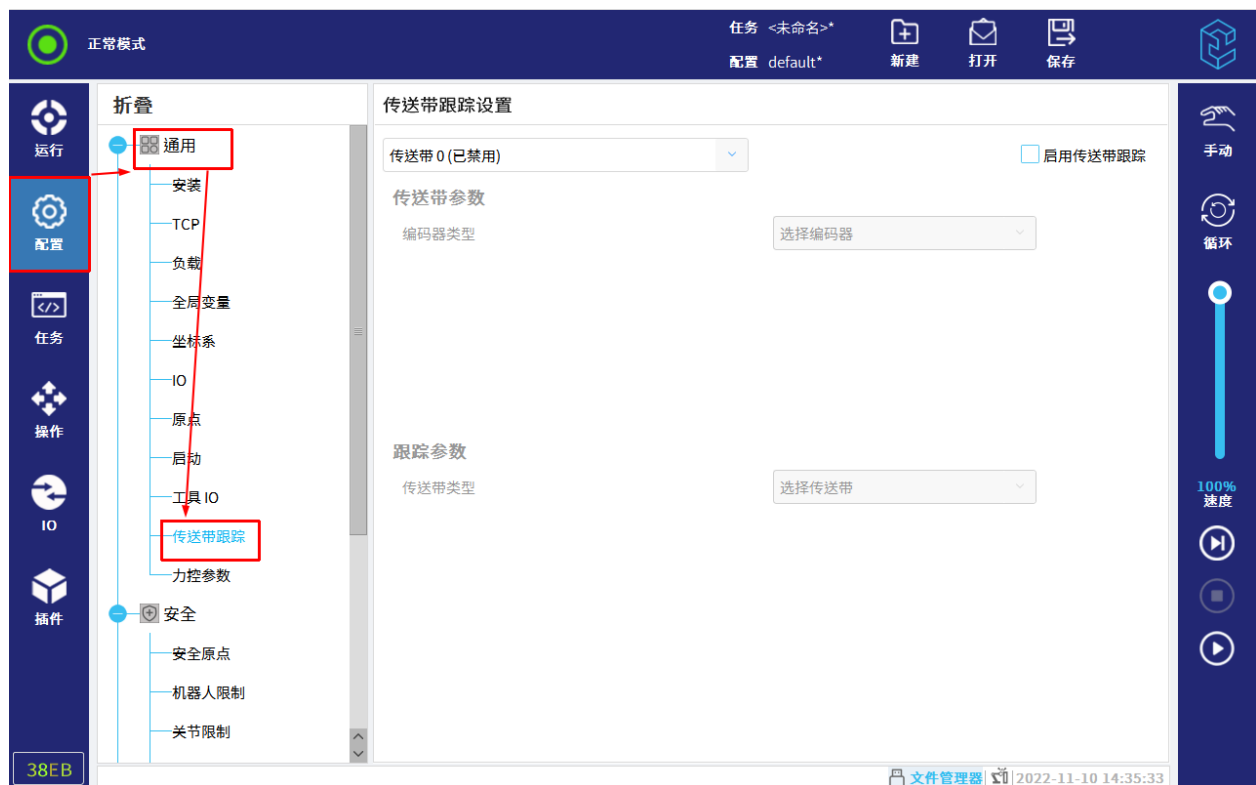 正常模式
任务 <未命名>*
配置 default*
新建
打开
保存
运行
配置
任务
操作
IO
插件
38EB
折叠
通用
安装
TCP
负载
全局变量
坐标系
IO
原点
启动
工具 IO
传送带跟踪
力控参数
安全
安全原点
机器人限制
关节限制
传送带跟踪设置
传送带 0 (已禁用)
启用传送带跟踪
传送带参数
编码器类型 选择编码器
跟踪参数
传送带类型 选择传送带
手动
循环
100%
速度
文件管理器 2022-11-10 14:35:33